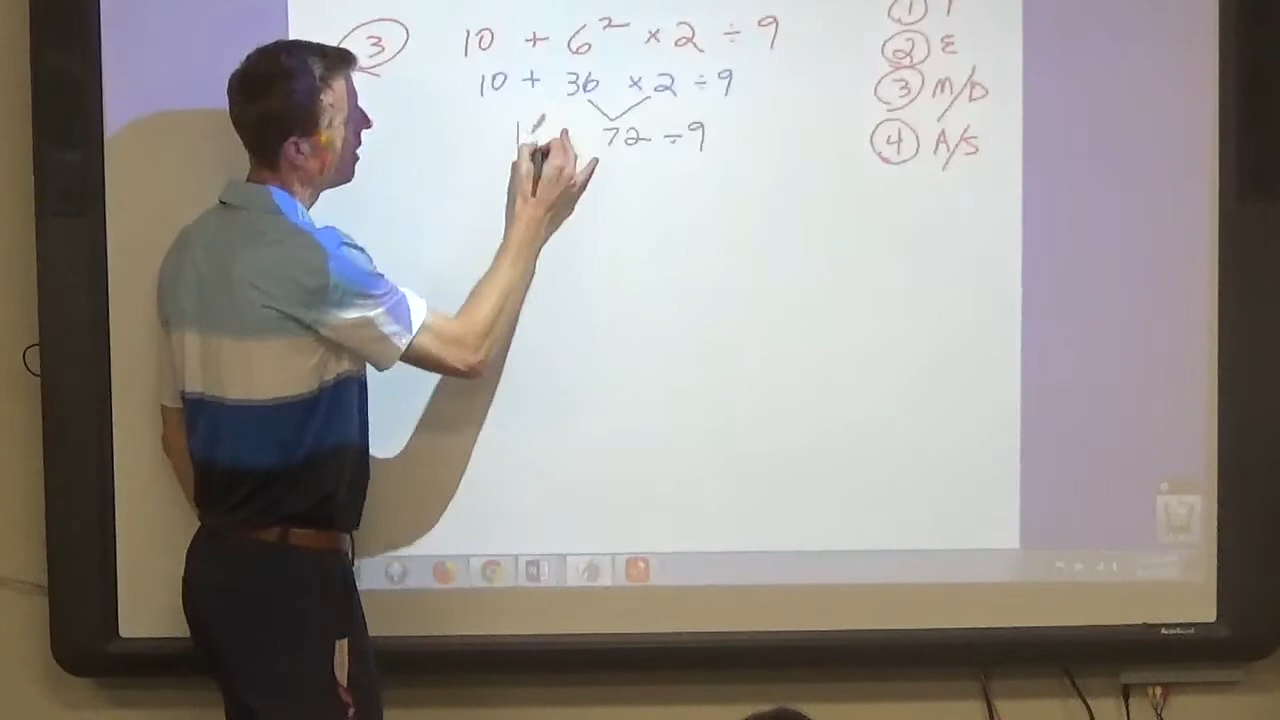 ③ 10 + 6² × 2 ÷ 9
10 + 36 × 2 ÷ 9
72 ÷ 9
① P
② E
③ M/D
④ A/S